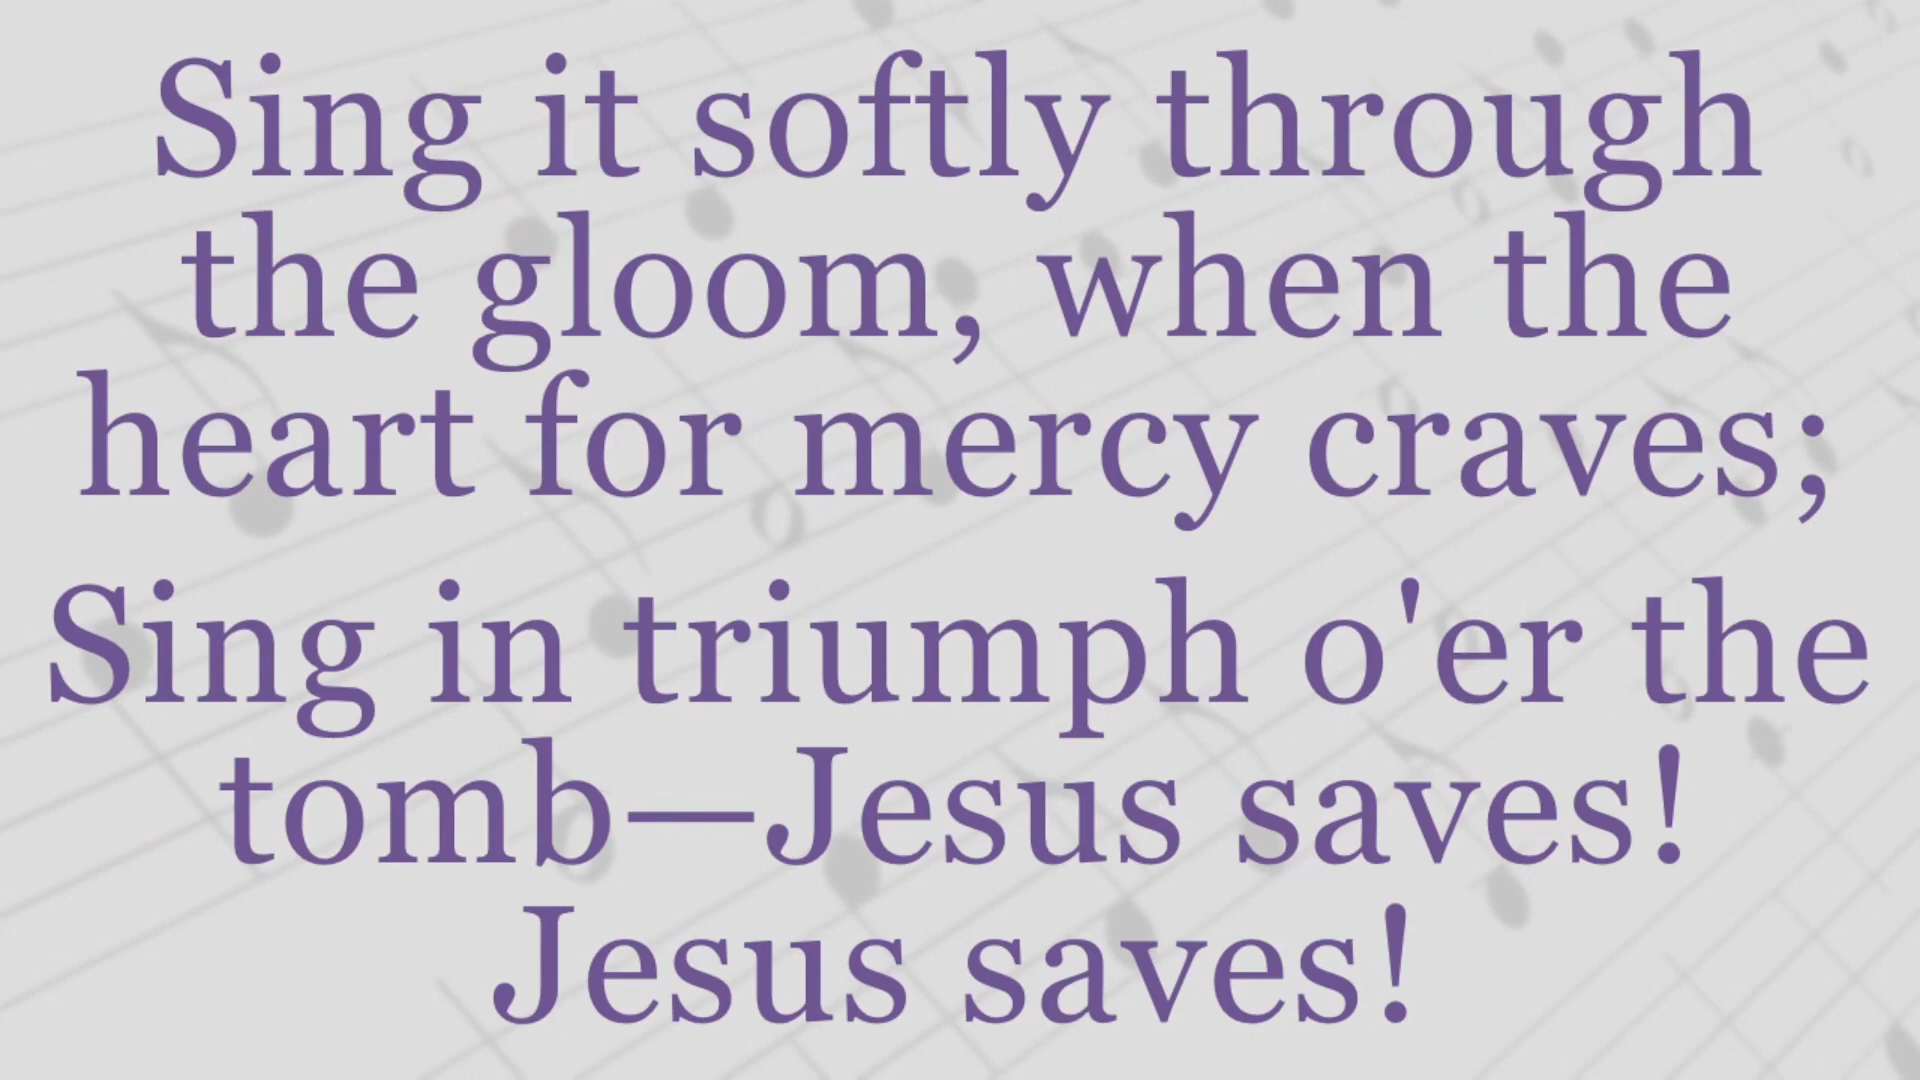 Sing it softly through
the gloom, when the
heart for mercy craves;
Sing in triumph o'er the
tomb—Jesus saves!
Jesus saves!